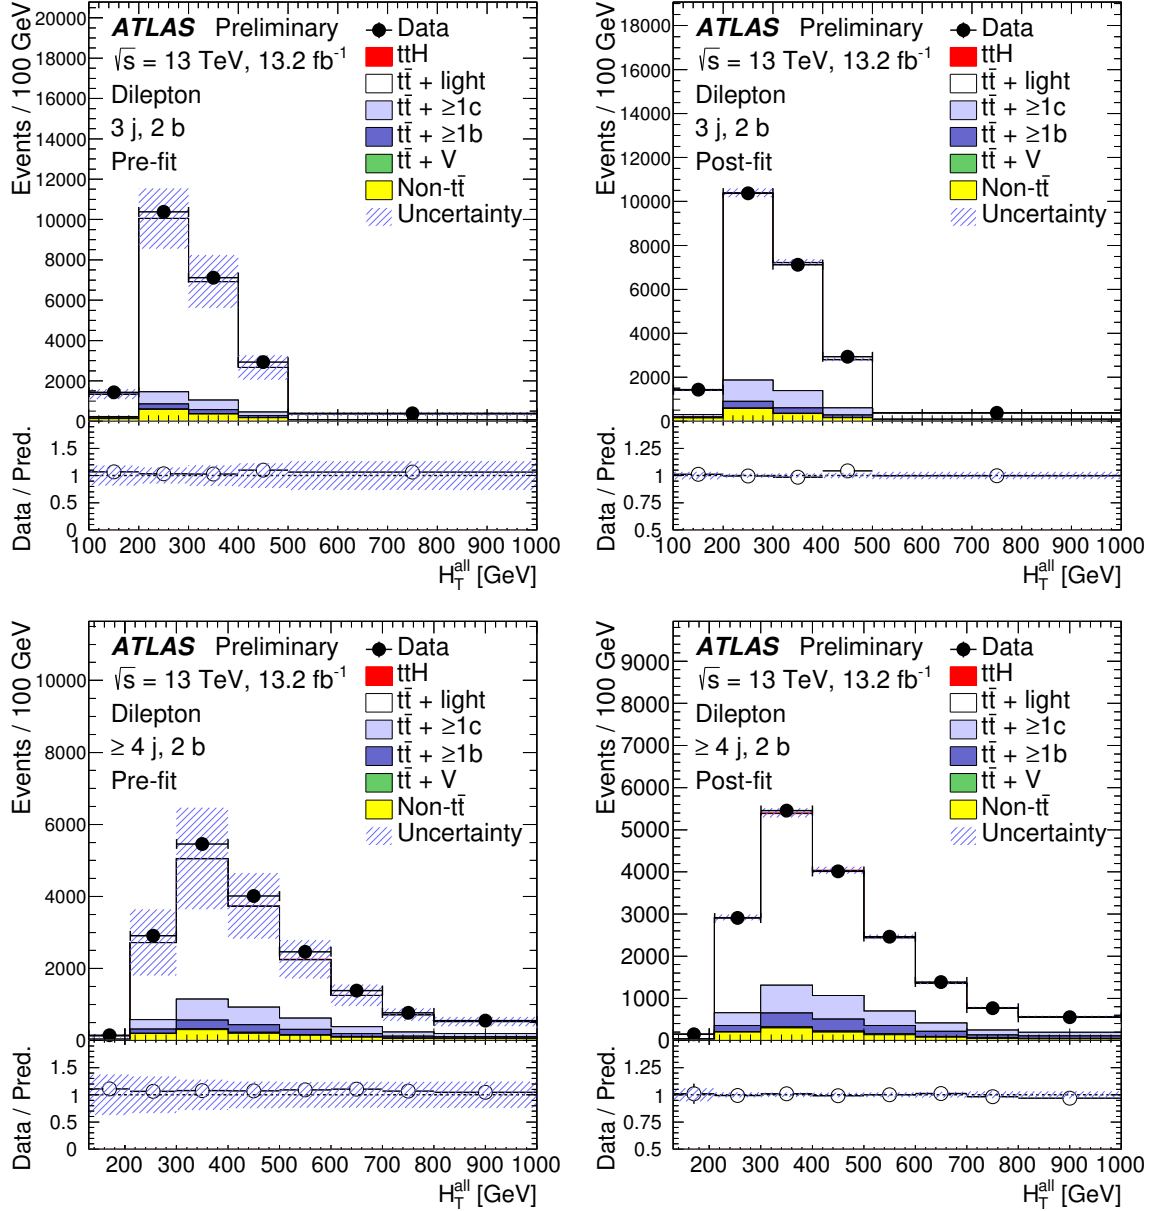 ATLAS Preliminary
√s = 13 TeV, 13.2 fb⁻¹
Dilepton
3 j, 2 b
Pre-fit
Data
ttH
tt̄ + light
tt̄ + ≥1c
tt̄ + ≥1b
tt̄ + V
Non-tt̄
Uncertainty
Events / 100 GeV
20000
18000
16000
14000
12000
10000
8000
6000
4000
2000
0
Data / Pred.
1.5
1
0.5
0
100 200 300 400 500 600 700 800 900 1000
H_T^all [GeV]
ATLAS Preliminary
√s = 13 TeV, 13.2 fb⁻¹
Dilepton
3 j, 2 b
Post-fit
Data
ttH
tt̄ + light
tt̄ + ≥1c
tt̄ + ≥1b
tt̄ + V
Non-tt̄
Uncertainty
Events / 100 GeV
18000
16000
14000
12000
10000
8000
6000
4000
2000
0
Data / Pred.
1.25
1
0.75
0.5
100 200 300 400 500 600 700 800 900 1000
H_T^all [GeV]
ATLAS Preliminary
√s = 13 TeV, 13.2 fb⁻¹
Dilepton
≥ 4 j, 2 b
Pre-fit
Data
ttH
tt̄ + light
tt̄ + ≥1c
tt̄ + ≥1b
tt̄ + V
Non-tt̄
Uncertainty
Events / 100 GeV
10000
8000
6000
4000
2000
0
Data / Pred.
1.5
1
0.5
0
200 300 400 500 600 700 800 900 1000
H_T^all [GeV]
ATLAS Preliminary
√s = 13 TeV, 13.2 fb⁻¹
Dilepton
≥ 4 j, 2 b
Post-fit
Data
ttH
tt̄ + light
tt̄ + ≥1c
tt̄ + ≥1b
tt̄ + V
Non-tt̄
Uncertainty
Events / 100 GeV
9000
8000
7000
6000
5000
4000
3000
2000
1000
0
Data / Pred.
1.25
1
0.75
0.5
200 300 400 500 600 700 800 900 1000
H_T^all [GeV]